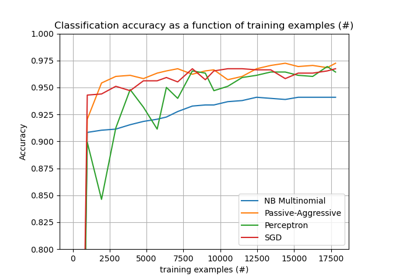 Classification accuracy as a function of training examples (#)
1.000
0.975
0.950
0.925
0.900
0.875
0.850
0.825
0.800
Accuracy
NB Multinomial
Passive-Aggressive
Perceptron
SGD
0 2500 5000 7500 10000 12500 15000 17500
training examples (#)